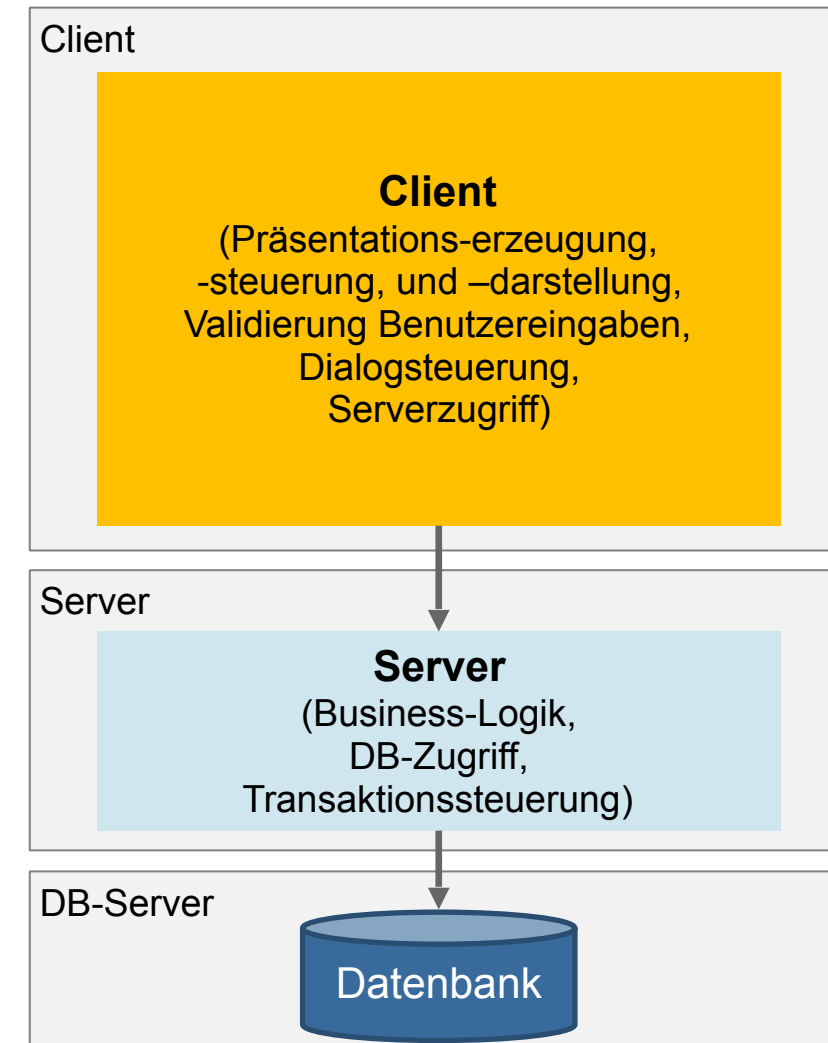 Client
Client
(Präsentations-erzeugung,
-steuerung, und –darstellung,
Validierung Benutzereingaben,
Dialogsteuerung,
Serverzugriff)
Server
Server
(Business-Logik,
DB-Zugriff,
Transaktionssteuerung)
DB-Server
Datenbank